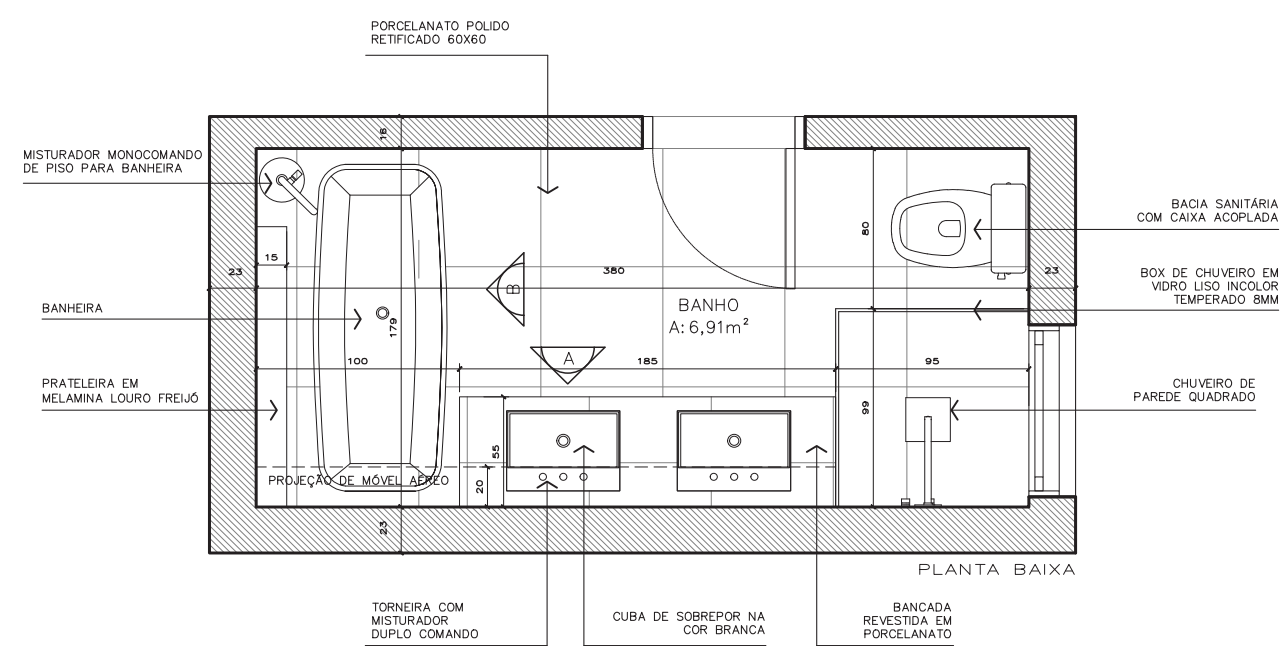 PORCELANATO POLIDO
RETIFICADO 60X60
MISTURADOR MONOCOMANDO
DE PISO PARA BANHEIRA
16
BACIA SANITÁRIA
COM CAIXA ACOPLADA
80
15
23
380
23
B
BOX DE CHUVEIRO EM
VIDRO LISO INCOLOR
TEMPERADO 8MM
BANHEIRA
BANHO
A: 6,91m²
179
100
A
185
95
PRATELEIRA EM
MELAMINA LOURO FREIJÓ
CHUVEIRO DE
PAREDE QUADRADO
99
55
20
PROJEÇÃO DE MÓVEL AÉREO
23
PLANTA BAIXA
TORNEIRA COM
MISTURADOR
DUPLO COMANDO
CUBA DE SOBREPOR NA
COR BRANCA
BANCADA
REVESTIDA EM
PORCELANATO